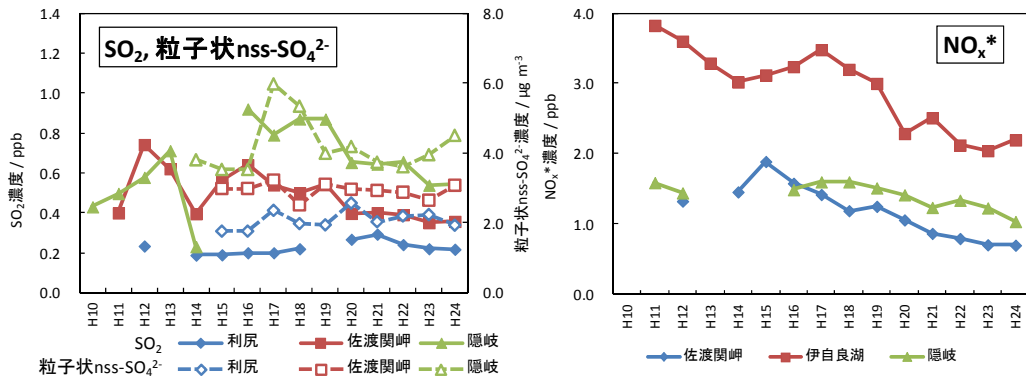 SO₂, 粒子状nss-SO₄²⁻
SO₂濃度 / ppb
1.4
1.2
1.0
0.8
0.6
0.4
0.2
0.0
8.0
6.0
4.0
2.0
0.0
粒子状nss-SO₄²⁻濃度 / μg m⁻³
H10 H11 H12 H13 H14 H15 H16 H17 H18 H19 H20 H21 H22 H23 H24
SO₂ 利尻 佐渡関岬 隠岐
粒子状nss-SO₄²⁻ 利尻 佐渡関岬 隠岐
NOₓ*
NOₓ*濃度 / ppb
4.0
3.0
2.0
1.0
0.0
H10 H11 H12 H13 H14 H15 H16 H17 H18 H19 H20 H21 H22 H23 H24
佐渡関岬 伊自良湖 隠岐